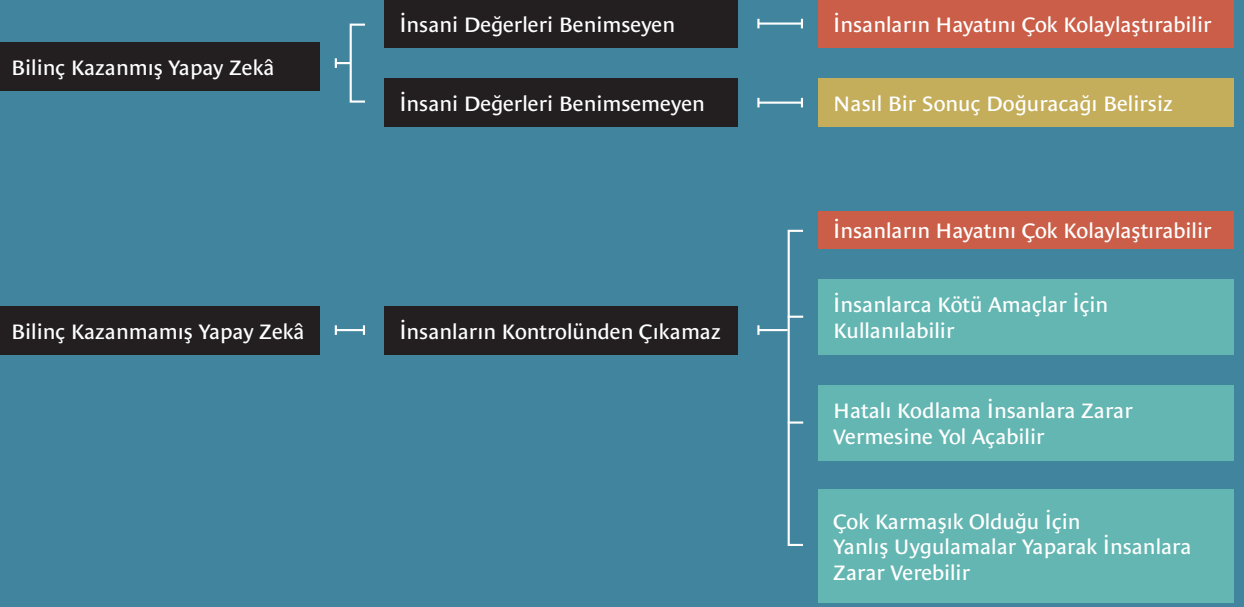 Bilinç Kazanmış Yapay Zekâ
İnsani Değerleri Benimseyen
İnsanların Hayatını Çok Kolaylaştırabilir
İnsani Değerleri Benimsemeyen
Nasıl Bir Sonuç Doğuracağı Belirsiz
Bilinç Kazanmamış Yapay Zekâ
İnsanların Kontrolünden Çıkamaz
İnsanların Hayatını Çok Kolaylaştırabilir
İnsanlarca Kötü Amaçlar İçin
Kullanılabilir
Hatalı Kodlama İnsanlara Zarar
Vermesine Yol Açabilir
Çok Karmaşık Olduğu İçin
Yanlış Uygulamalar Yaparak İnsanlara
Zarar Verebilir